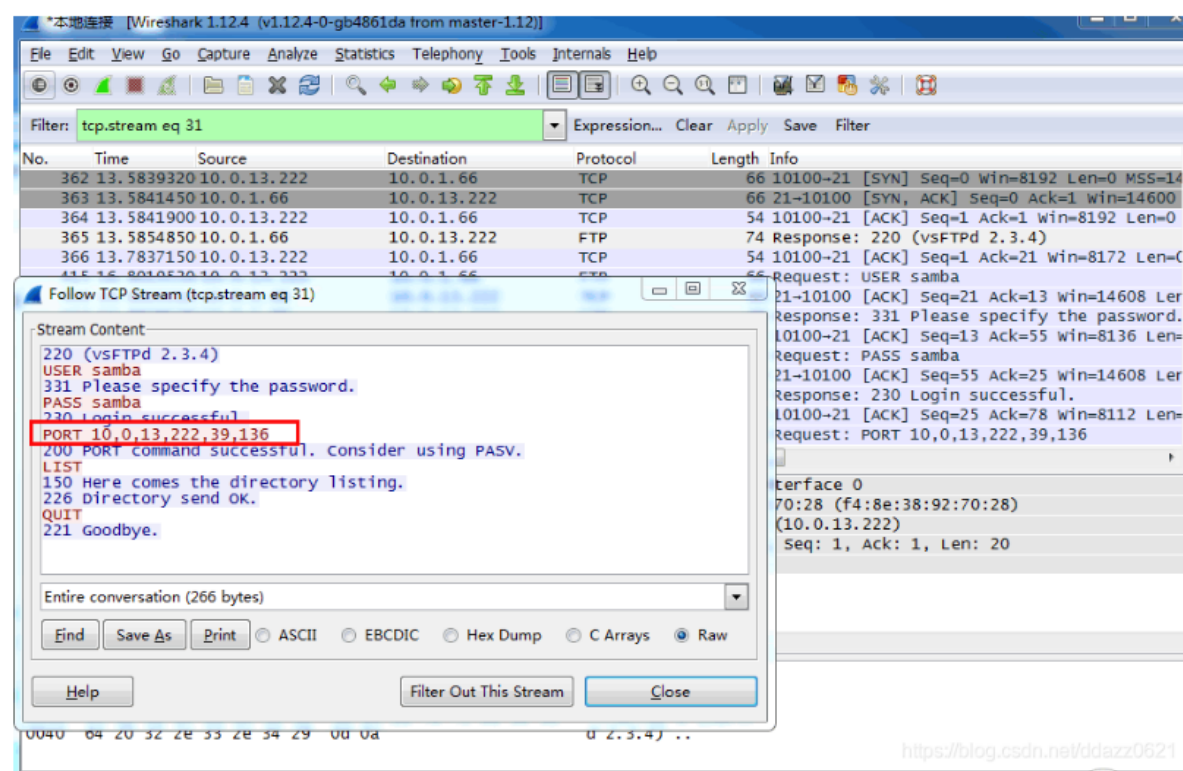 *本地连接 [Wireshark 1.12.4 (v1.12.4-0-gb4861da from master-1.12)]
File Edit View Go Capture Analyze Statistics Telephony Tools Internals Help
Filter: tcp.stream eq 31 Expression... Clear Apply Save Filter
No. Time Source Destination Protocol Length Info
362 13.5839320 10.0.13.222 10.0.1.66 TCP 66 10100→21 [SYN] Seq=0 Win=8192 Len=0 MSS=14
363 13.5841450 10.0.1.66 10.0.13.222 TCP 66 21→10100 [SYN, ACK] Seq=0 Ack=1 Win=14600
364 13.5841900 10.0.13.222 10.0.1.66 TCP 54 10100→21 [ACK] Seq=1 Ack=1 Win=8192 Len=0
365 13.5854850 10.0.1.66 10.0.13.222 FTP 74 Response: 220 (vsFTPd 2.3.4)
366 13.7837150 10.0.13.222 10.0.1.66 TCP 54 10100→21 [ACK] Seq=1 Ack=21 Win=8172 Len=0
Request: USER samba
21→10100 [ACK] Seq=21 Ack=13 Win=14608 Len
Response: 331 Please specify the password.
10100→21 [ACK] Seq=13 Ack=55 Win=8136 Len=
Request: PASS samba
21→10100 [ACK] Seq=55 Ack=25 Win=14608 Len
Response: 230 Login successful.
10100→21 [ACK] Seq=25 Ack=78 Win=8112 Len=
Request: PORT 10,0,13,222,39,136
terface 0
70:28 (f4:8e:38:92:70:28)
(10.0.13.222)
Seq: 1, Ack: 1, Len: 20
Follow TCP Stream (tcp.stream eq 31)
Stream Content
220 (vsFTPd 2.3.4)
USER samba
331 Please specify the password.
PASS samba
230 Login successful.
PORT 10,0,13,222,39,136
200 PORT command successful. Consider using PASV.
LIST
150 Here comes the directory listing.
226 Directory send OK.
QUIT
221 Goodbye.
Entire conversation (266 bytes)
Find Save As Print ASCII EBCDIC Hex Dump C Arrays Raw
Help Filter Out This Stream Close
0040 64 20 32 2e 33 2e 34 29 0d 0a d 2.3.4) ..
https://blog.csdn.net/ddazz0621